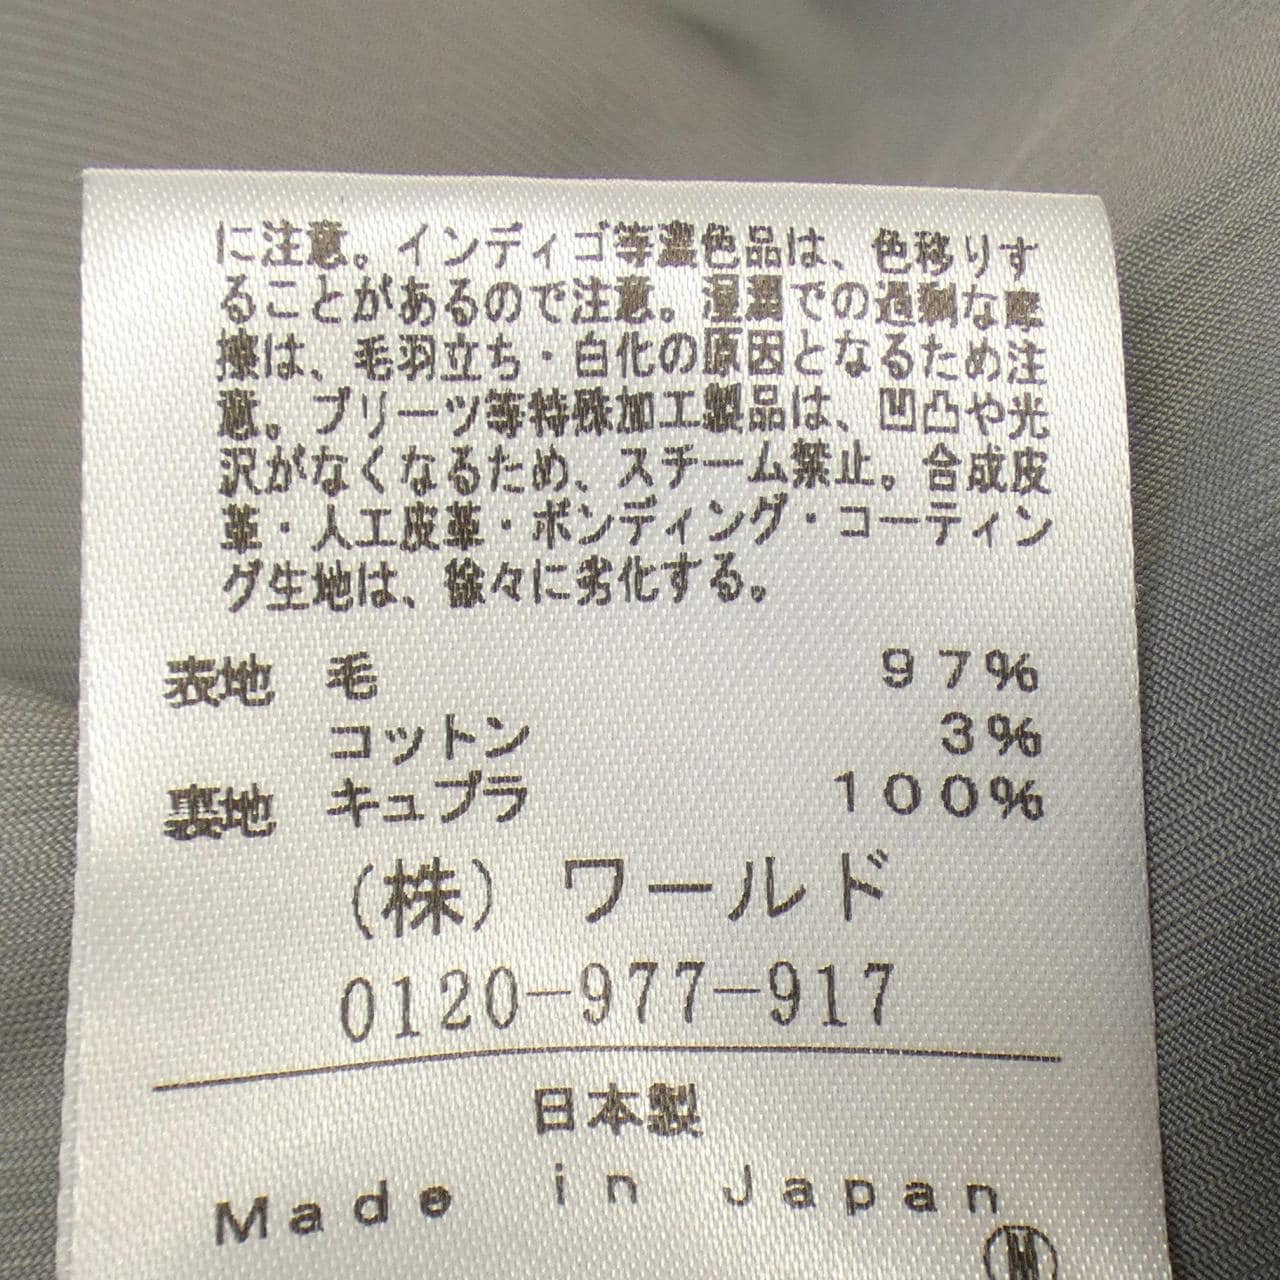 に注意。インディゴ等濃色品は、色移りす
ることがあるので注意。湿潤での過剰な摩
擦は、毛羽立ち・白化の原因となるため注
意。プリーツ等特殊加工製品は、凹凸や光
沢がなくなるため、スチーム禁止。合成皮
革・人工皮革・ボンディング・コーティン
グ生地は、徐々に劣化する。
表地 毛 97%
コットン 3%
裏地 キュプラ 100%
(株) ワールド
0120-977-917
日本製
Made in Japan
M